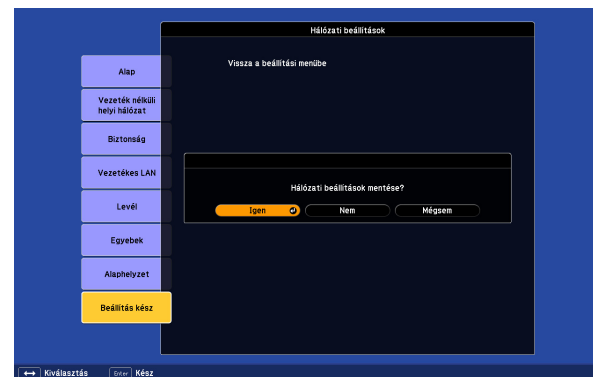 Hálózati beállítások
Vissza a beállítási menübe
Alap
Vezeték nélküli
helyi hálózat
Biztonság
Vezetékes LAN
Levél
Egyebek
Alaphelyzet
Beállítás kész
Hálózati beállítások mentése?
Igen Nem Mégsem
Kiválasztás Enter Kész